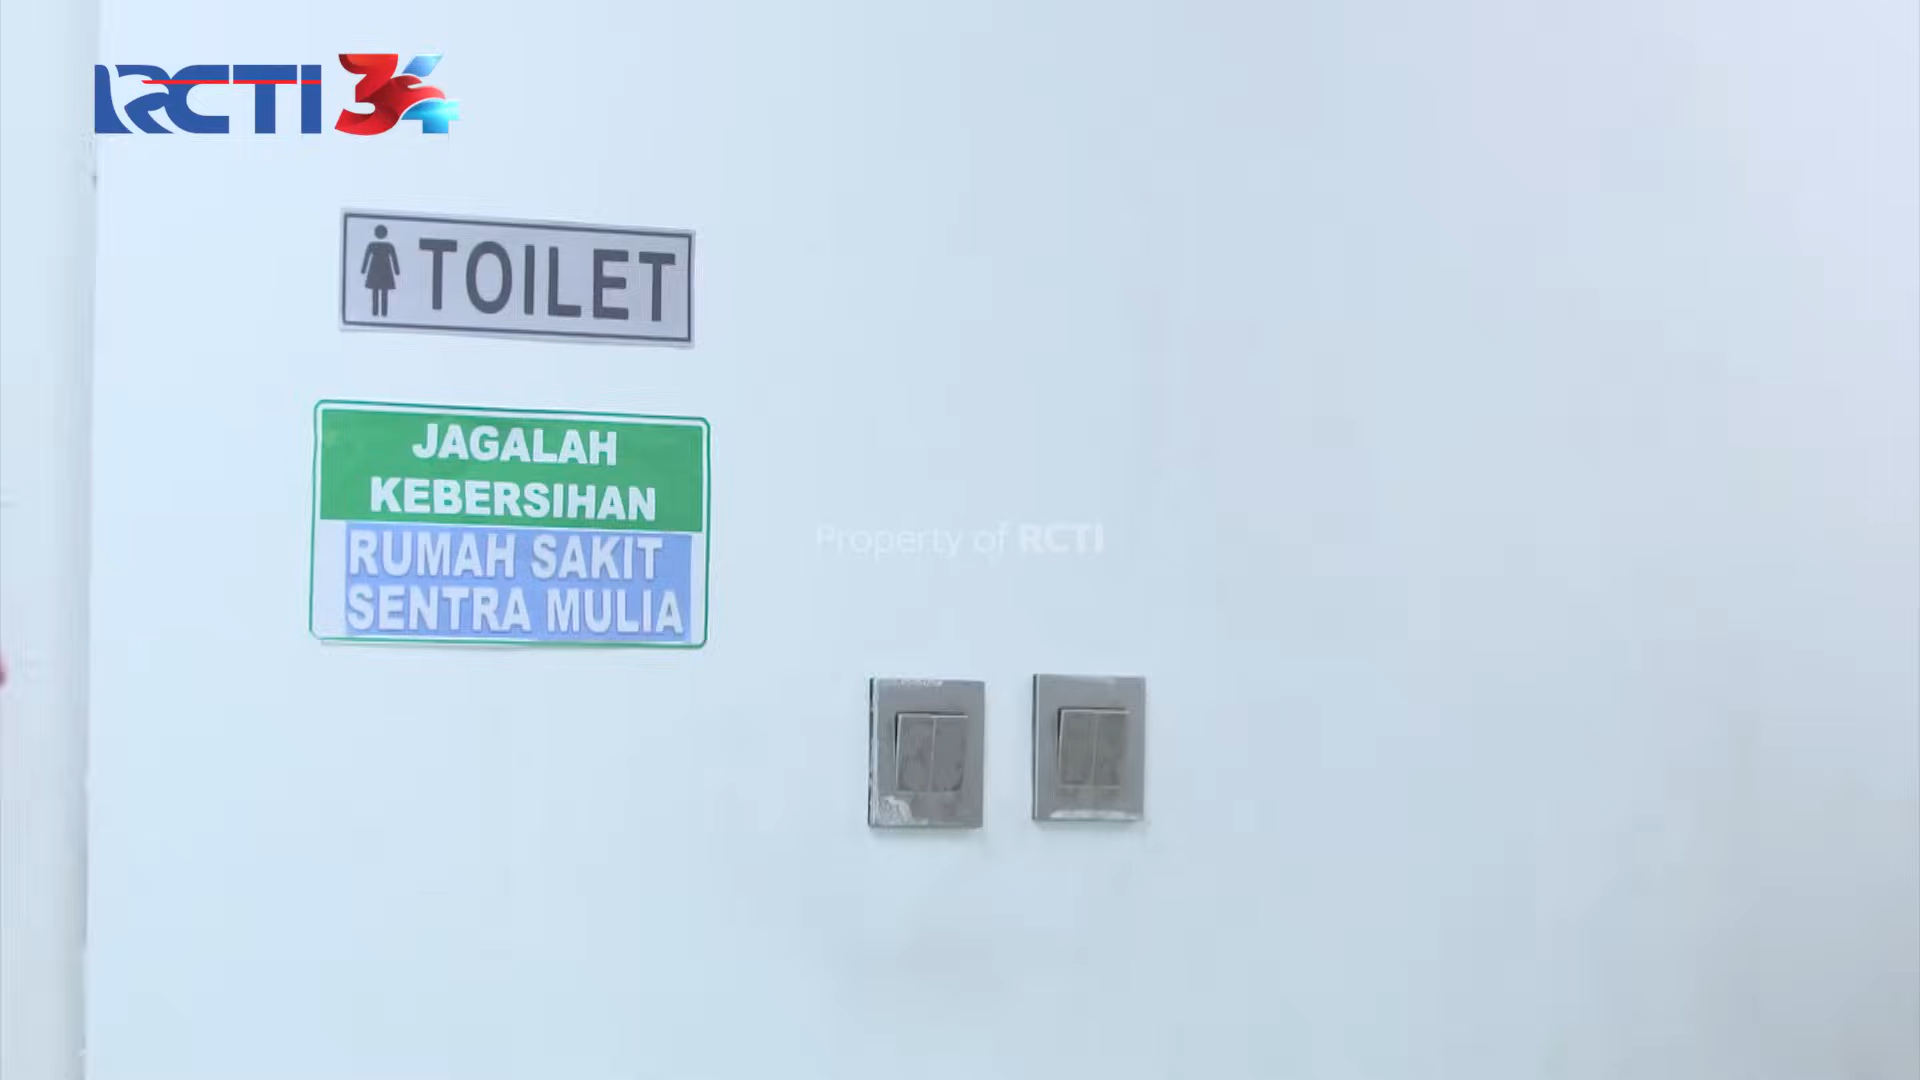 RCTI 34
TOILET
JAGALAH
KEBERSIHAN
RUMAH SAKIT
SENTRA MULIA
Property of RCTI